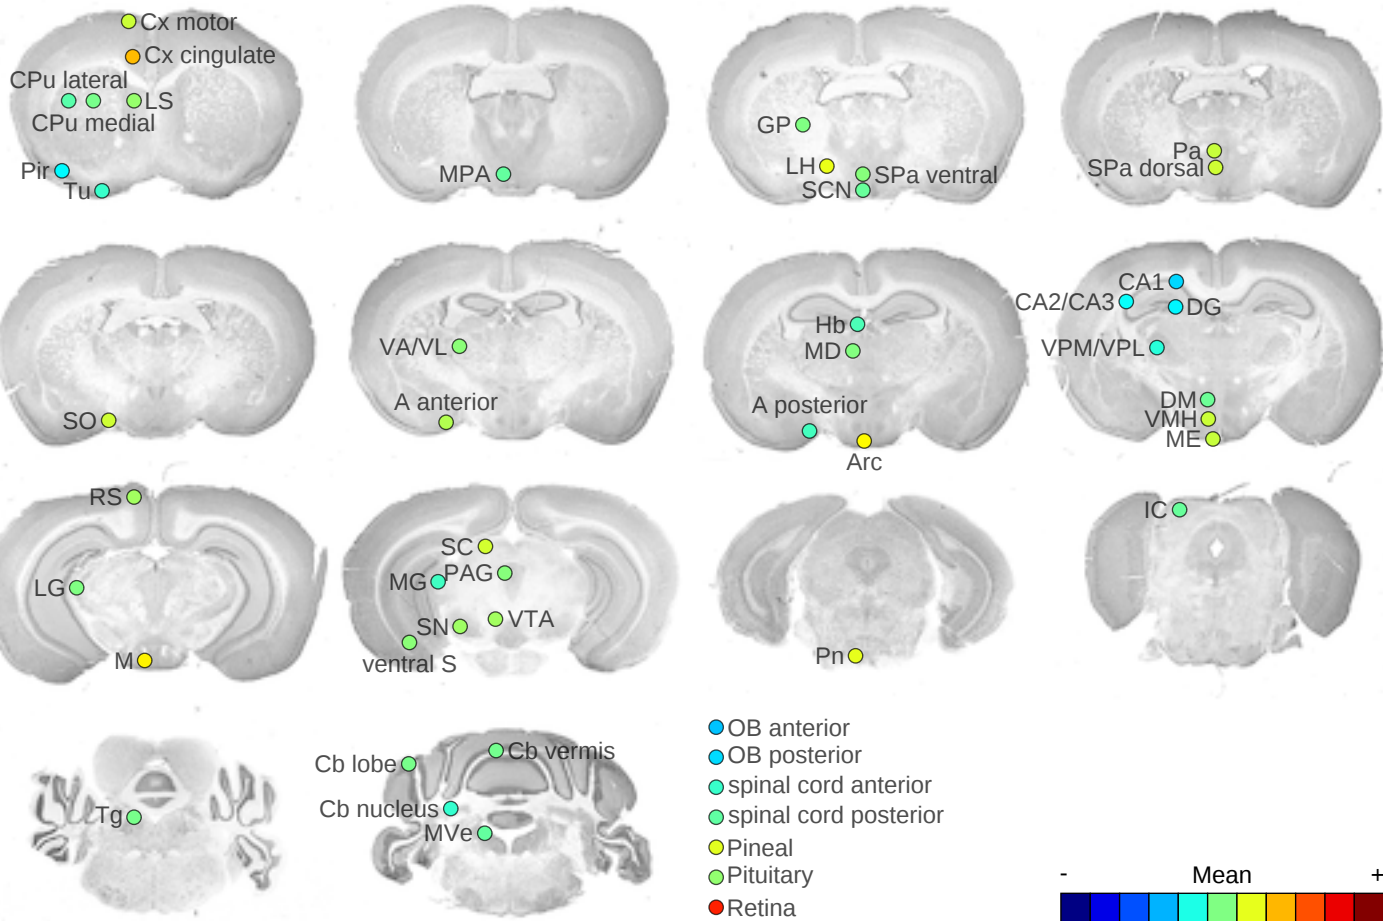 Cx motor
Cx cingulate
CPu lateral
LS
CPu medial
Pir
Tu
MPA
GP
LH
SPa ventral
SCN
Pa
SPa dorsal
SO
VA/VL
A anterior
Hb
MD
A posterior
Arc
CA1
CA2/CA3
DG
VPM/VPL
DM
VMH
ME
RS
LG
M
SC
MG
PAG
SN
VTA
ventral S
Pn
IC
Tg
Cb lobe
Cb vermis
Cb nucleus
MVe
OB anterior
OB posterior
spinal cord anterior
spinal cord posterior
Pineal
Pituitary
Retina
- Mean +